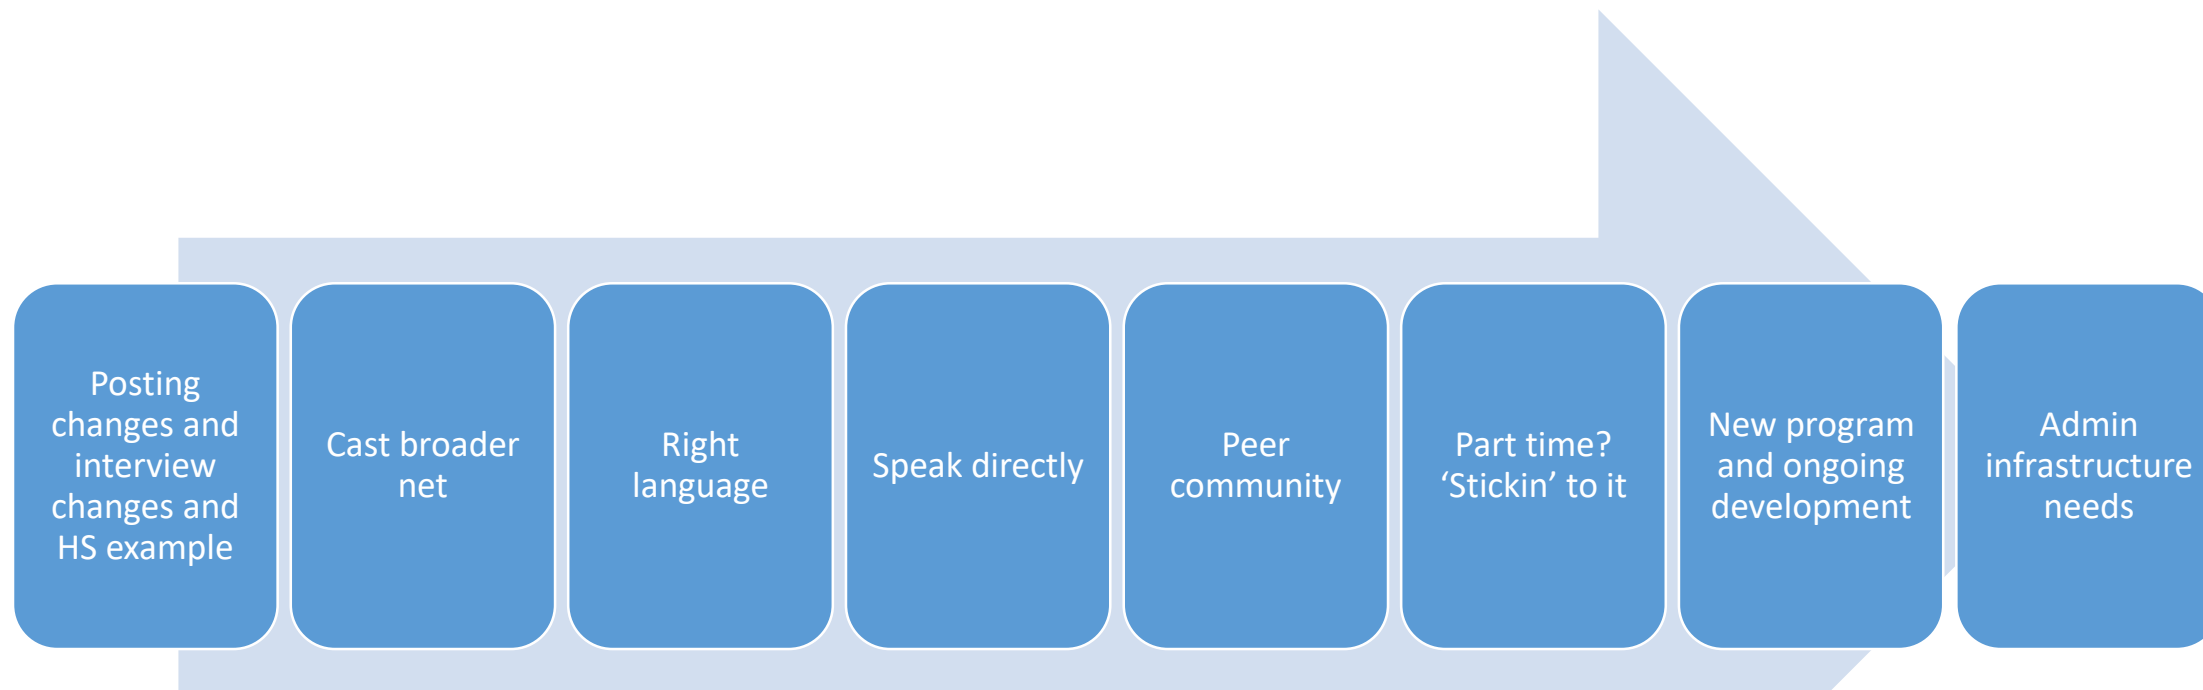 Posting
changes and
interview
changes and
HS example
Cast broader
net
Right
language
Speak directly
Peer
community
Part time?
‘Stickin’ to it
New program
and ongoing
development
Admin
infrastructure
needs